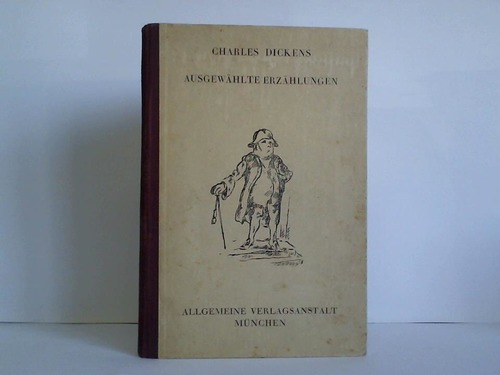 CHARLES DICKENS
AUSGEWÄHLTE ERZÄHLUNGEN
ALLGEMEINE VERLAGSANSTALT
MÜNCHEN